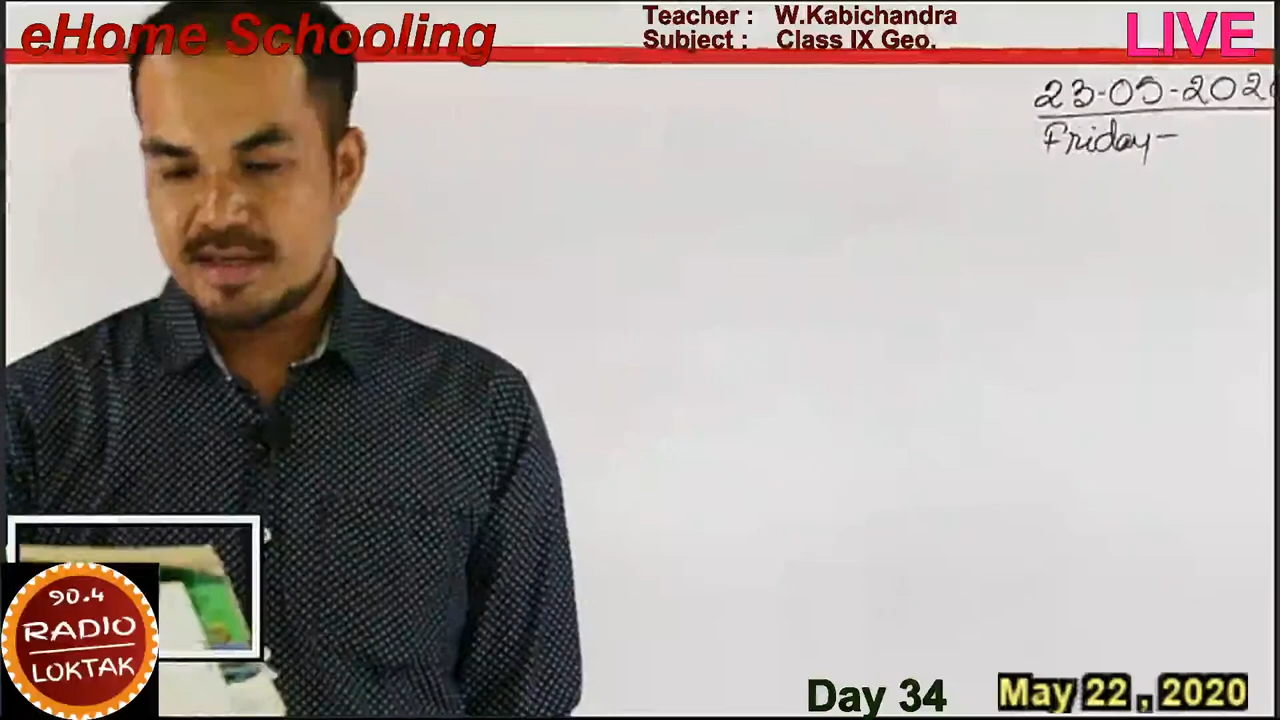 eHome Schooling
Teacher : W.Kabichandra
Subject : Class IX Geo.
LIVE
23-05-202
Friday-
90.4
RADIO
LOKTAK
Day 34
May 22 , 2020